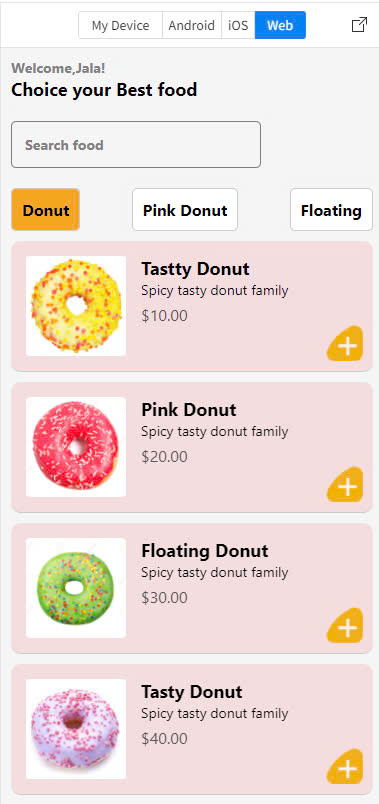 My Device Android iOS Web
Welcome,Jala!
Choice your Best food
Search food
Donut Pink Donut Floating
Tastty Donut
Spicy tasty donut family
$10.00
Pink Donut
Spicy tasty donut family
$20.00
Floating Donut
Spicy tasty donut family
$30.00
Tasty Donut
Spicy tasty donut family
$40.00